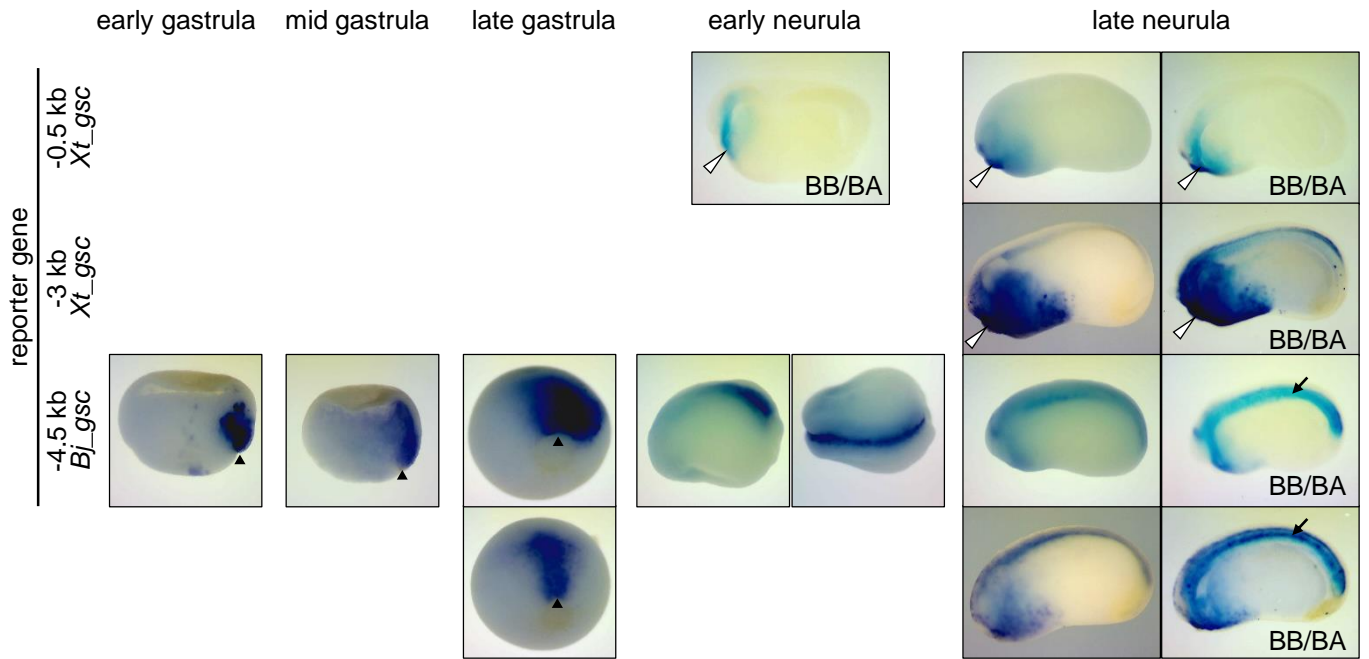 early gastrula mid gastrula late gastrula early neurula late neurula
reporter gene
-0.5 kb
Xt_gsc
BB/BA
BB/BA
-3 kb
Xt_gsc
BB/BA
-4.5 kb
Bj_gsc
BB/BA
BB/BA